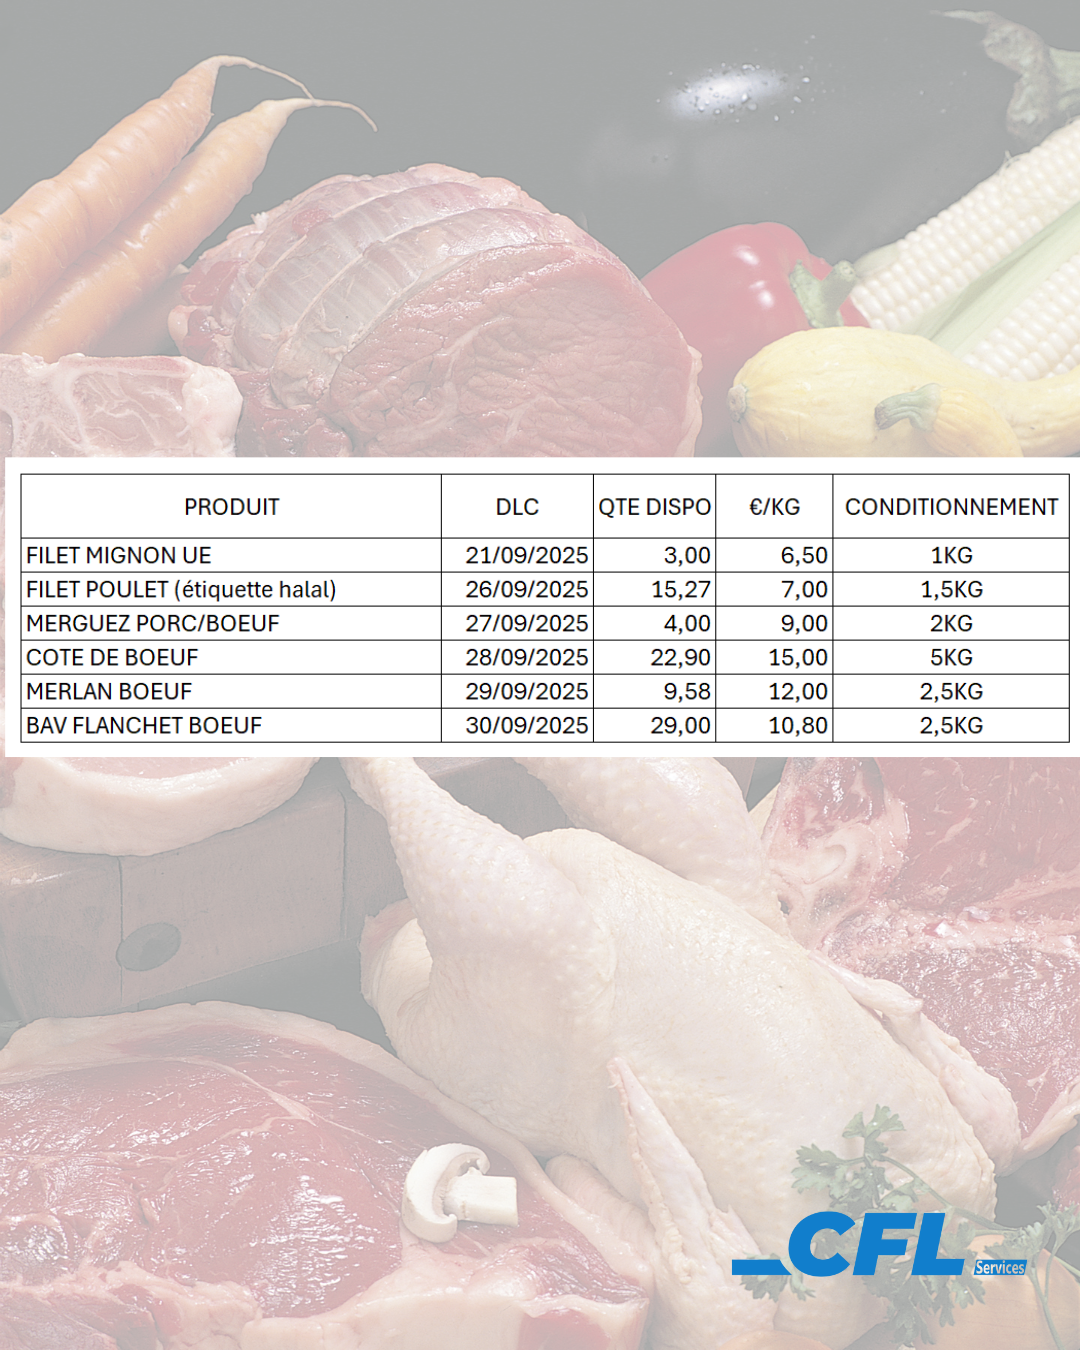 PRODUIT DLC QTE DISPO €/KG CONDITIONNEMENT
FILET MIGNON UE 21/09/2025 3,00 6,50 1KG
FILET POULET (étiquette halal) 26/09/2025 15,27 7,00 1,5KG
MERGUEZ PORC/BOEUF 27/09/2025 4,00 9,00 2KG
COTE DE BOEUF 28/09/2025 22,90 15,00 5KG
MERLAN BOEUF 29/09/2025 9,58 12,00 2,5KG
BAV FLANCHET BOEUF 30/09/2025 29,00 10,80 2,5KG
CFL Services